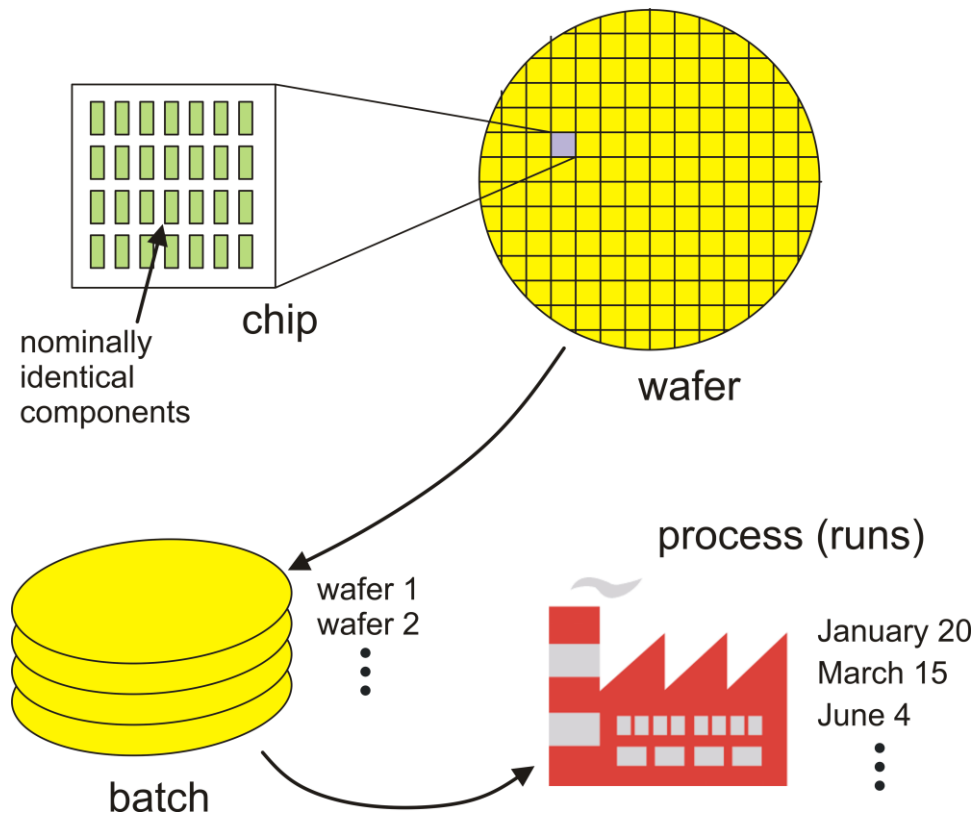 chip
nominally
identical
components
wafer
process (runs)
wafer 1
wafer 2
January 20
March 15
June 4
batch